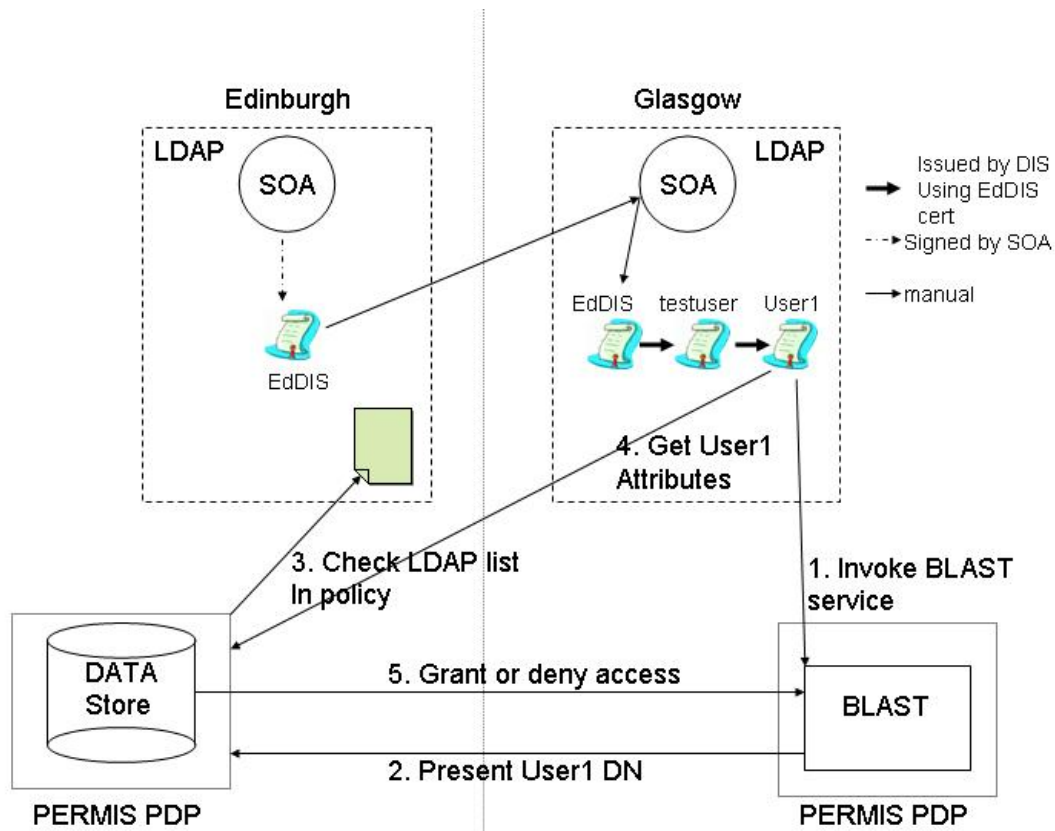 Edinburgh
Glasgow
LDAP
SOA
EdDIS
LDAP
SOA
EdDIS
testuser
User1
Issued by DIS
Using EdDIS
cert
Signed by SOA
manual
4. Get User1
Attributes
3. Check LDAP list
In policy
1. Invoke BLAST
service
DATA
Store
5. Grant or deny access
BLAST
2. Present User1 DN
PERMIS PDP
PERMIS PDP